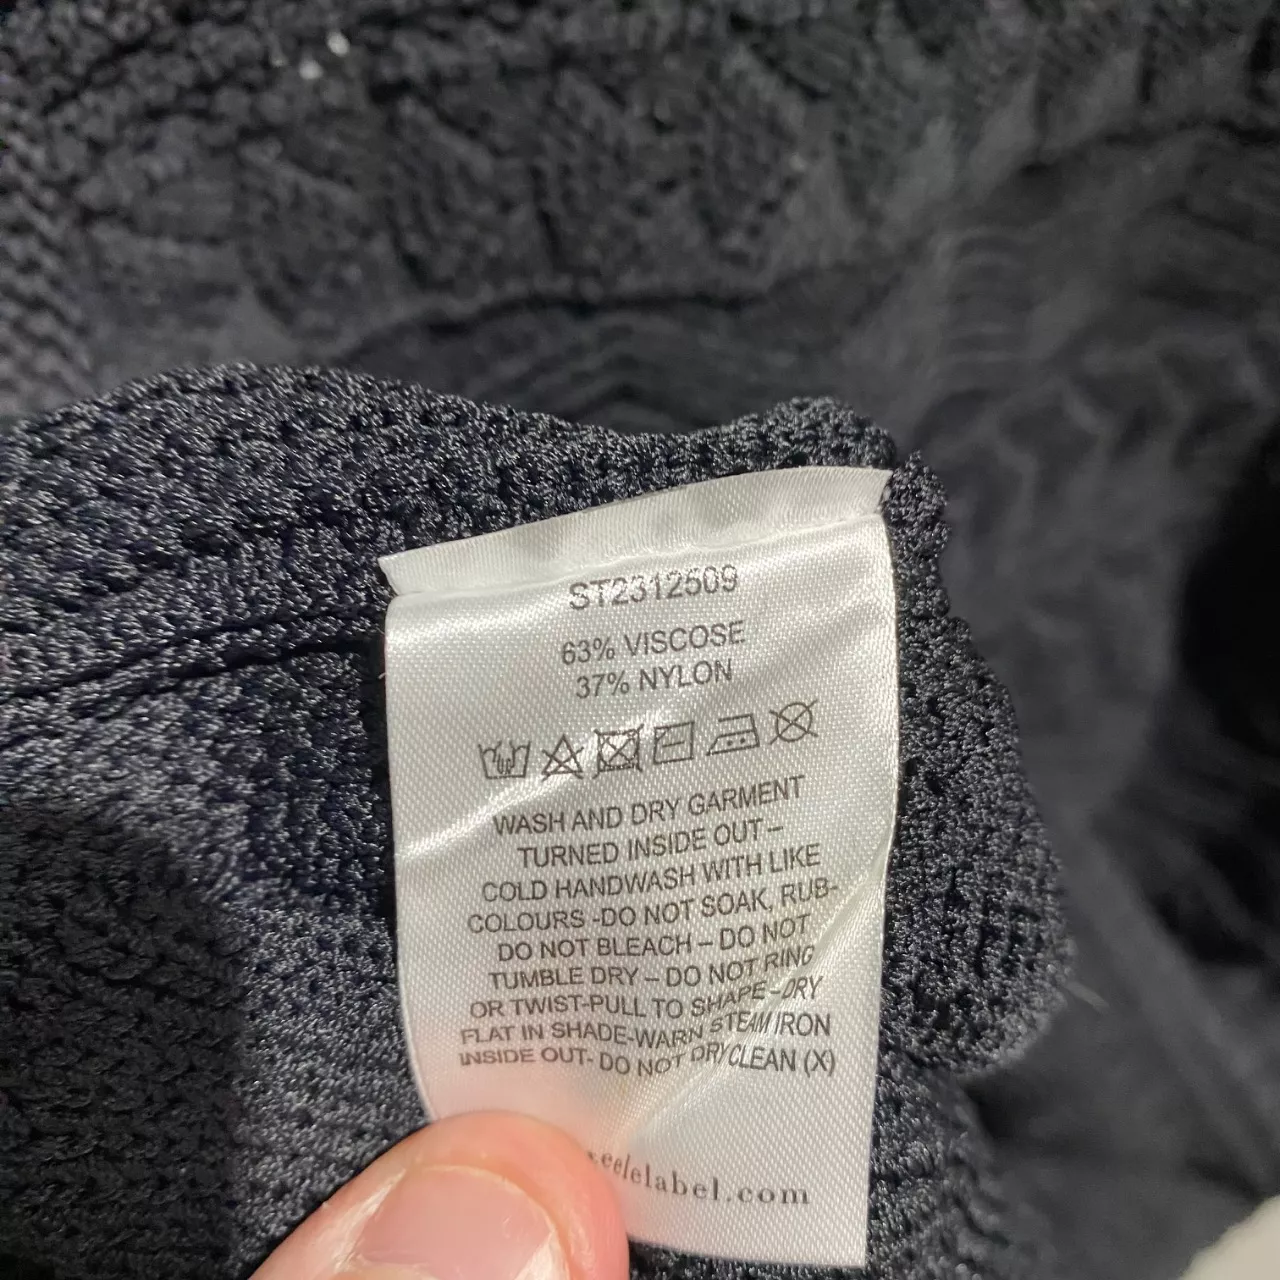 ST2312509
63% VISCOSE
37% NYLON
WASH AND DRY GARMENT
TURNED INSIDE OUT –
COLD HANDWASH WITH LIKE
COLOURS -DO NOT SOAK, RUB-
DO NOT BLEACH – DO NOT
TUMBLE DRY – DO NOT RING
OR TWIST-PULL TO SHAPE –DRY
FLAT IN SHADE-WARN STEAM IRON
INSIDE OUT- DO NOT DRY CLEAN (X)
eelelabel.com